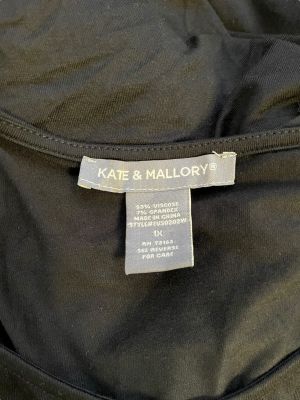 KATE & MALLORY®
93% VISCOSE
7% SPANDEX
MADE IN CHINA
1X
SEE REVERSE
FOR CARE